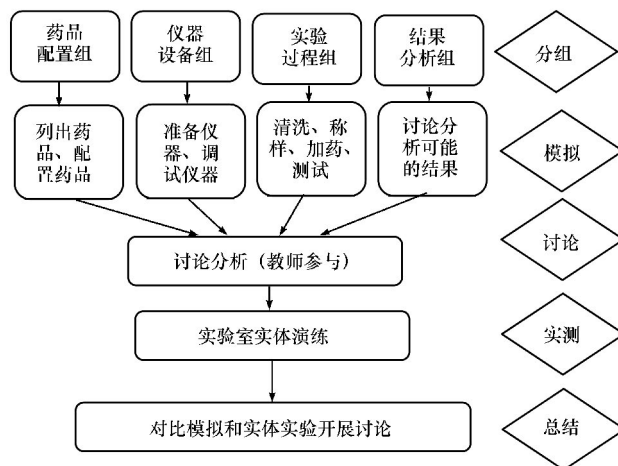 药品
配置组
仪器
设备组
实验
过程组
结果
分析组
分组
列出药
品、配
置药品
准备仪
器、调
试仪器
清洗、称
样、加药、
测试
讨论分
析可能
的结果
模拟
讨论分析（教师参与）
讨论
实验室实体演练
实测
对比模拟和实体实验开展讨论
总结